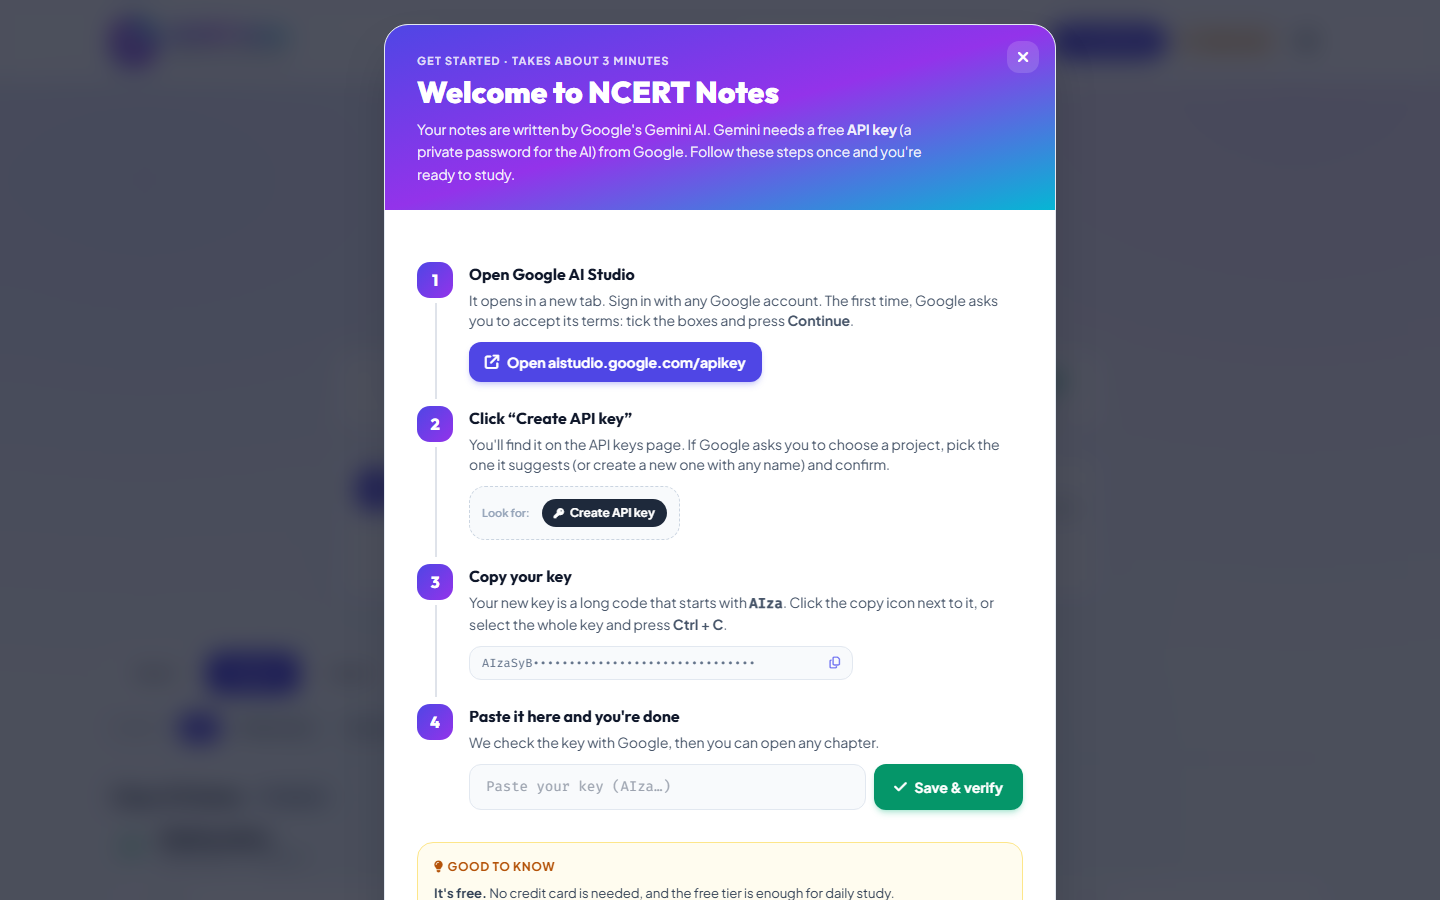 GET STARTED · TAKES ABOUT 3 MINUTES
Welcome to NCERT Notes
Your notes are written by Google's Gemini AI. Gemini needs a free API key (a
private password for the AI) from Google. Follow these steps once and you're
ready to study.
1
Open Google AI Studio
It opens in a new tab. Sign in with any Google account. The first time, Google asks
you to accept its terms: tick the boxes and press Continue.
Open aistudio.google.com/apikey
2
Click “Create API key”
You'll find it on the API keys page. If Google asks you to choose a project, pick the
one it suggests (or create a new one with any name) and confirm.
Look for: Create API key
3
Copy your key
Your new key is a long code that starts with AIza. Click the copy icon next to it, or
select the whole key and press Ctrl + C.
AIzaSyB•••••••••••••••••••••••••••••••
4
Paste it here and you're done
We check the key with Google, then you can open any chapter.
Paste your key (AIza…) Save & verify
GOOD TO KNOW
It's free. No credit card is needed, and the free tier is enough for daily study.